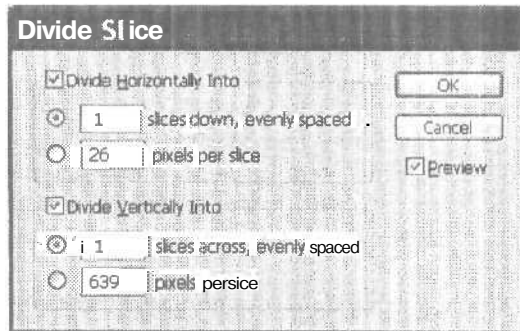 Divide Slice
Divide Horizontally Into
1 slices down, evenly spaced .
26 pixels per slice
Divide Vertically Into
i 1 slices across, evenly spaced
639 pixels persice
OK
Cancel
Preview